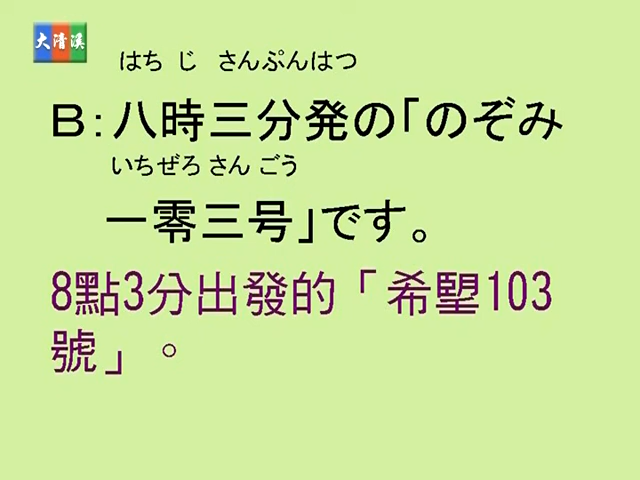 大清溪
はち じ さんぷんはつ
B：八時三分発の「のぞみ
いちぜろ さん ごう
一零三号」です。
8點3分出發的「希望103
號」。